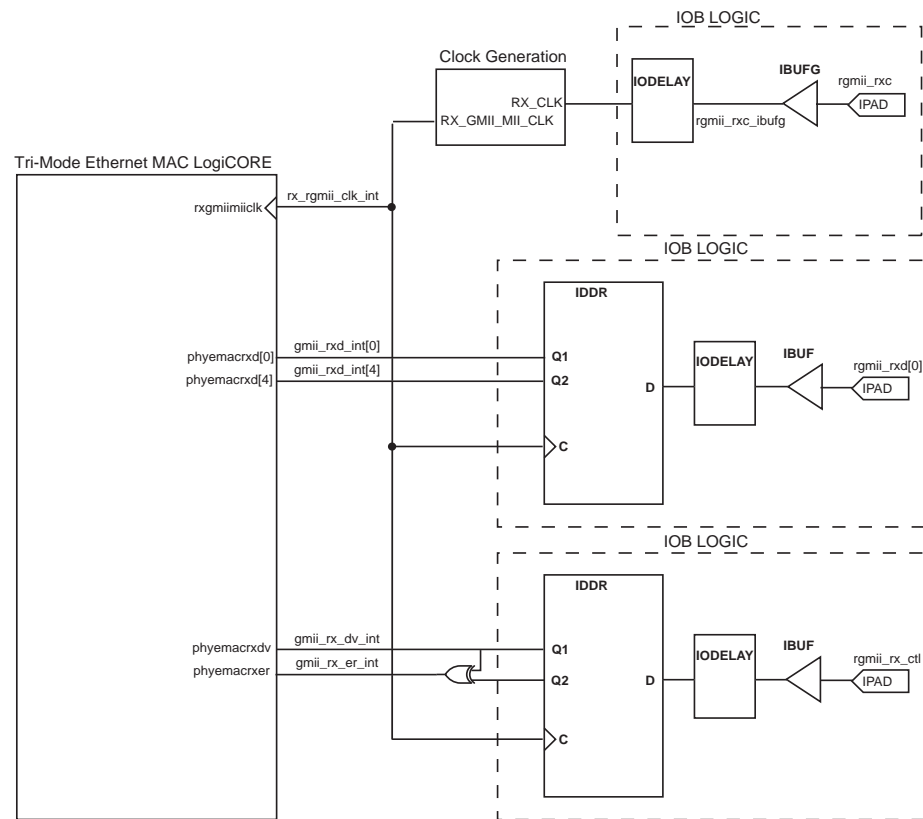 IOB LOGIC
Clock Generation
IODELAY
IBUFG
rgmii_rxc
IPAD
RX_CLK
RX_GMII_MII_CLK
rgmii_rxc_ibufg
Tri-Mode Ethernet MAC LogiCORE
rxgmiimiiclk
rx_rgmii_clk_int
IOB LOGIC
IDDR
phyemacrxd[0]
gmii_rxd_int[0]
Q1
IODELAY
IBUF
rgmii_rxd[0]
phyemacrxd[4]
gmii_rxd_int[4]
Q2
D
IPAD
C
IOB LOGIC
IDDR
phyemacrxdv
gmii_rx_dv_int
Q1
IODELAY
IBUF
rgmii_rx_ctl
phyemacrxer
gmii_rx_er_int
Q2
D
IPAD
C